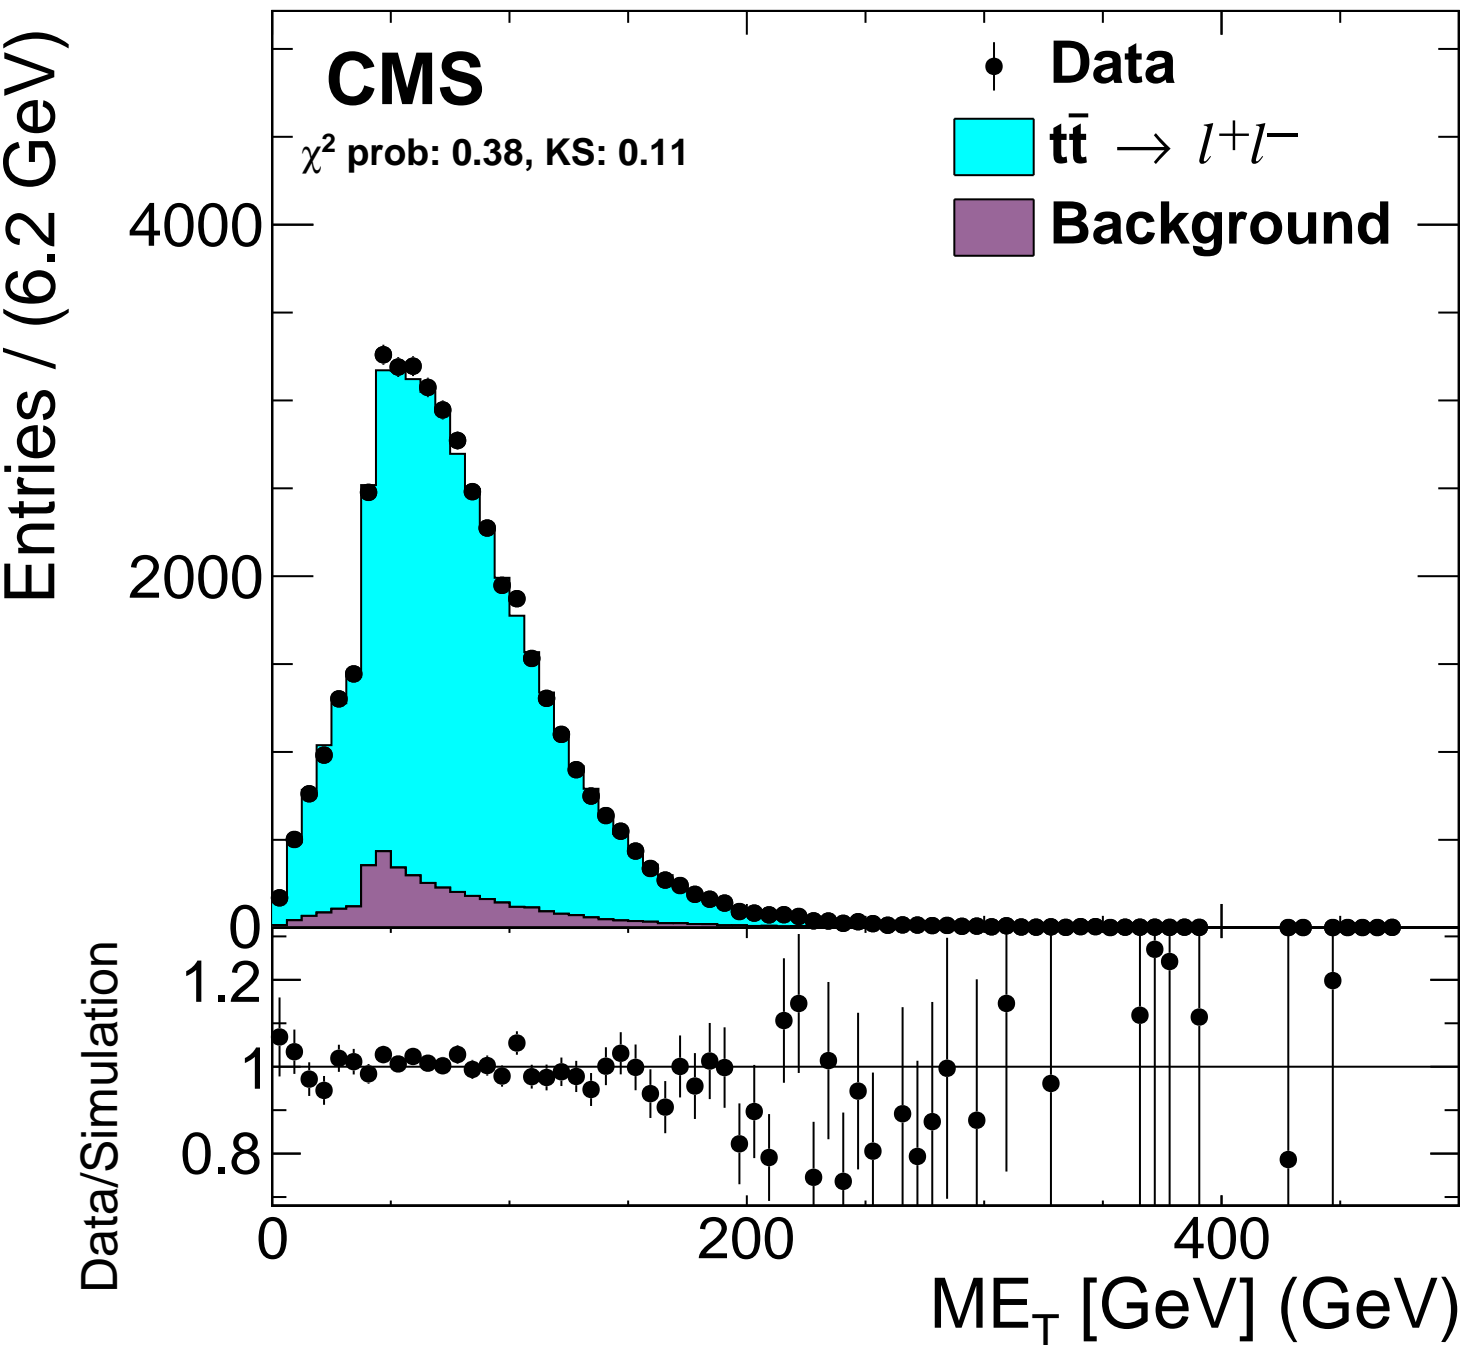 CMS
χ² prob: 0.38, KS: 0.11
Data
tt̄ → l⁺l⁻
Background
Entries / (6.2 GeV)
4000
2000
0
Data/Simulation
1.2
1
0.8
0 200 400
ME_T [GeV] (GeV)